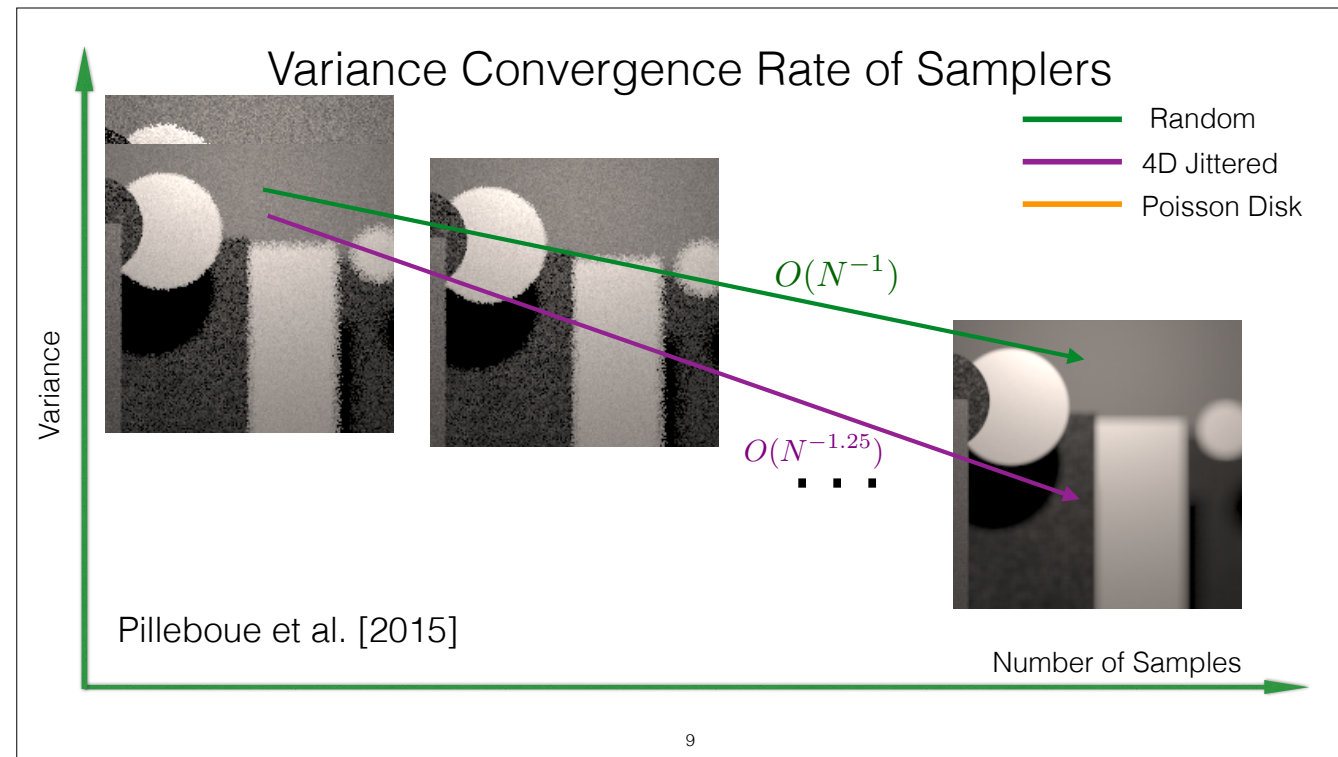 Variance Convergence Rate of Samplers
Random
4D Jittered
Poisson Disk
O(N^{-1})
Variance
O(N^{-1.25})
. . .
Pilleboue et al. [2015]
Number of Samples
9